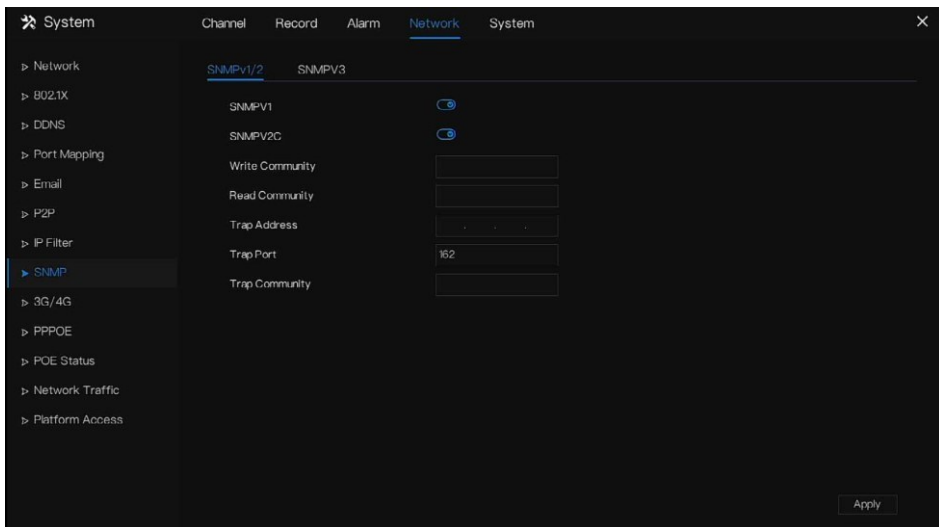 System
Channel Record Alarm Network System
Network
802.1X
DDNS
Port Mapping
Email
P2P
IP Filter
SNMP
3G/4G
PPPOE
POE Status
Network Traffic
Platform Access
SNMPv1/2 SNMPV3
SNMPV1
SNMPV2C
Write Community
Read Community
Trap Address
Trap Port 162
Trap Community
Apply